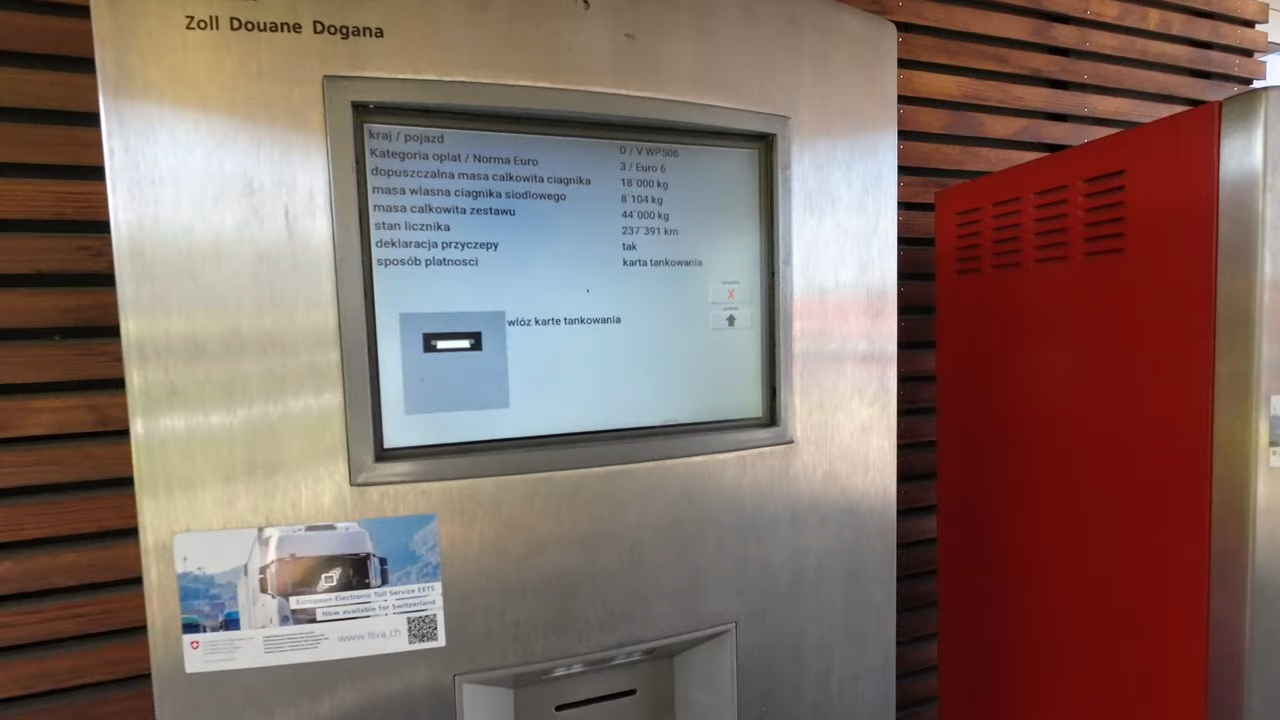 Zoll Douane Dogana
kraj / pojazd D / V WP506
Kategoria oplat / Norma Euro 3 / Euro 6
dopuszczalna masa calkowita ciagnika 18`000 kg
masa wlasna ciagnika siodlowego 8`104 kg
masa calkowita zestawu 44`000 kg
stan licznika 237`391 km
deklaracja przyczepy tak
sposób platnosci karta tankowania
X
wlóz karte tankowania
European Electronic Toll Service EETS
Now available for Switzerland
www.lsva.ch